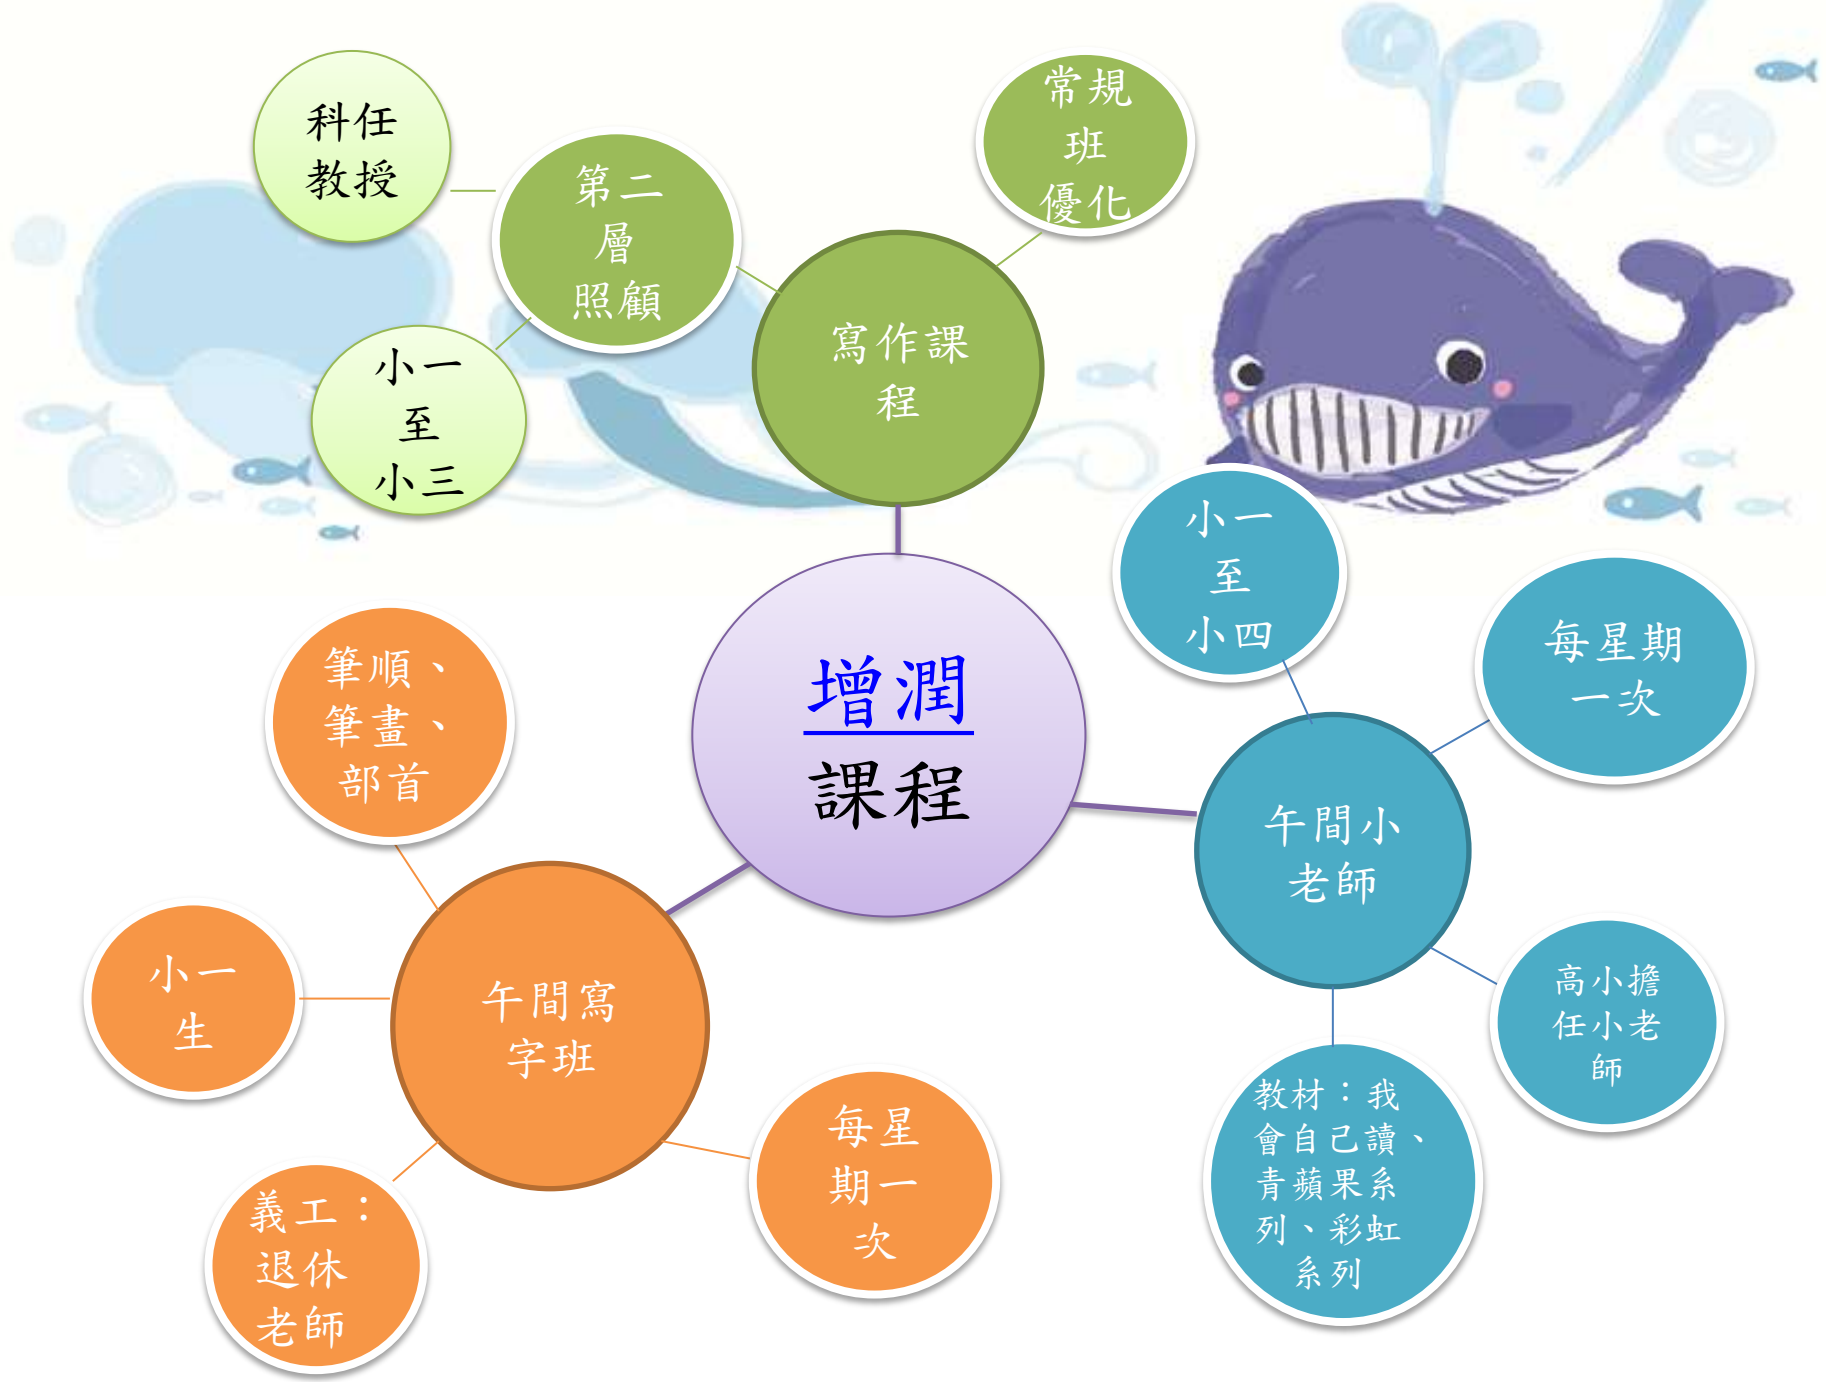 科任
教授
第二
層
照顧
常規
班
優化
小一
至
小三
寫作課
程
增潤
課程
小一
至
小四
每星期
一次
午間小
老師
高小擔
任小老
師
教材：我
會自己讀、
青蘋果系
列、彩虹
系列
筆順、
筆畫、
部首
小一
生
午間寫
字班
義工：
退休
老師
每星
期一
次